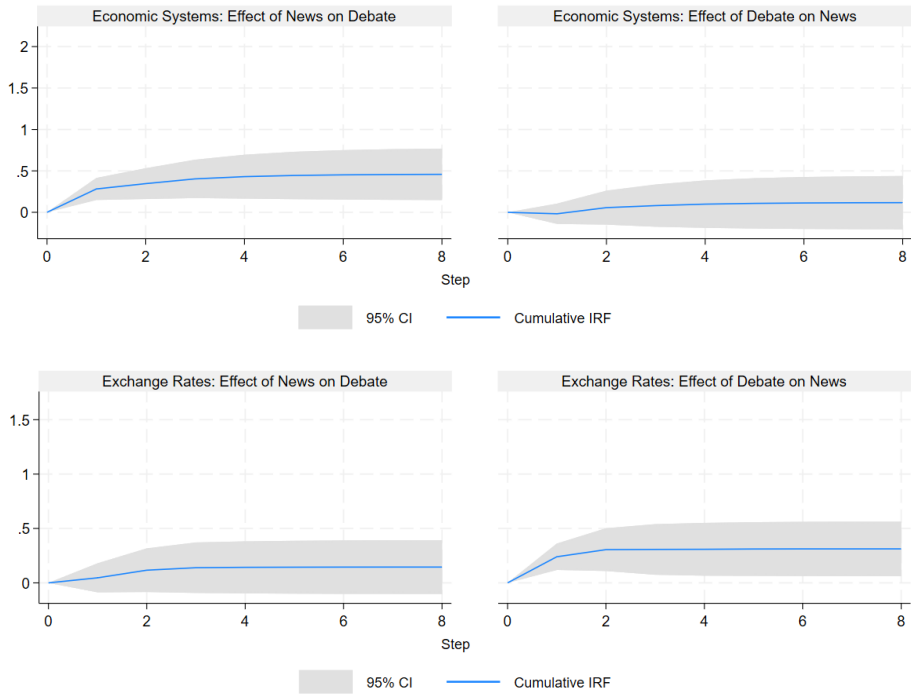 Economic Systems: Effect of News on Debate
Economic Systems: Effect of Debate on News
2
1.5
1
.5
0
0 2 4 6 8
0 2 4 6 8
Step
95% CI
Cumulative IRF
Exchange Rates: Effect of News on Debate
Exchange Rates: Effect of Debate on News
1.5
1
.5
0
0 2 4 6 8
0 2 4 6 8
Step
95% CI
Cumulative IRF